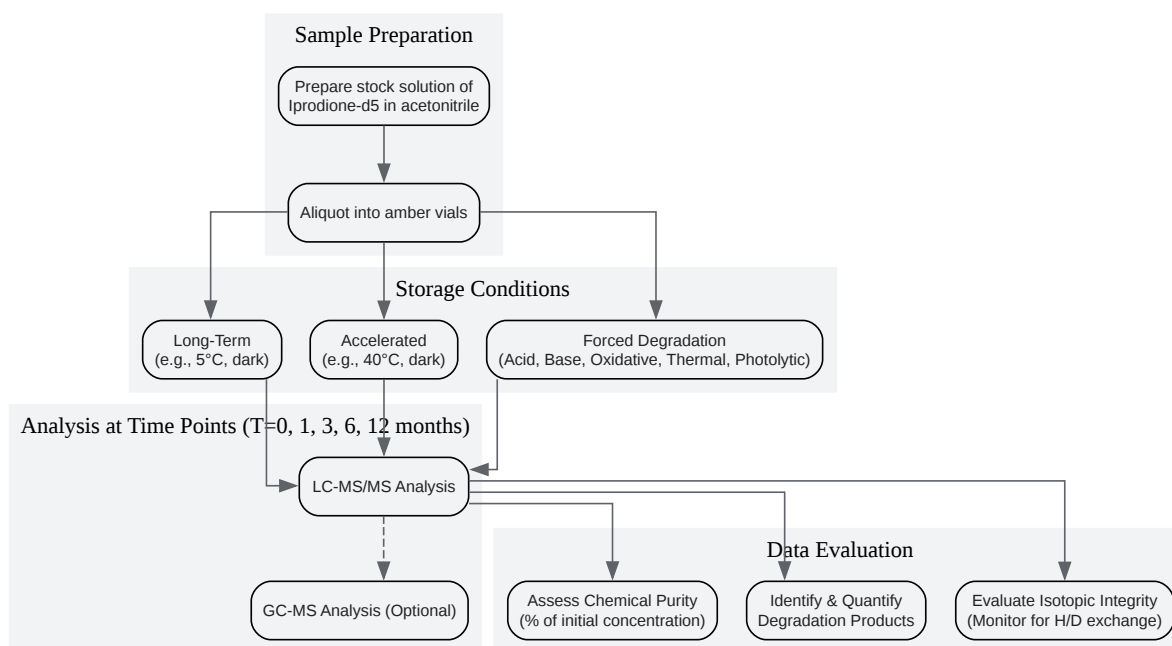 Sample Preparation
Prepare stock solution of
Iprodione-d5 in acetonitrile
Aliquot into amber vials
Storage Conditions
Long-Term
(e.g., 5°C, dark)
Accelerated
(e.g., 40°C, dark)
Forced Degradation
(Acid, Base, Oxidative, Thermal, Photolytic)
Analysis at Time Points (T=0, 1, 3, 6, 12 months)
LC-MS/MS Analysis
GC-MS Analysis (Optional)
Data Evaluation
Assess Chemical Purity
(% of initial concentration)
Identify & Quantify
Degradation Products
Evaluate Isotopic Integrity
(Monitor for H/D exchange)